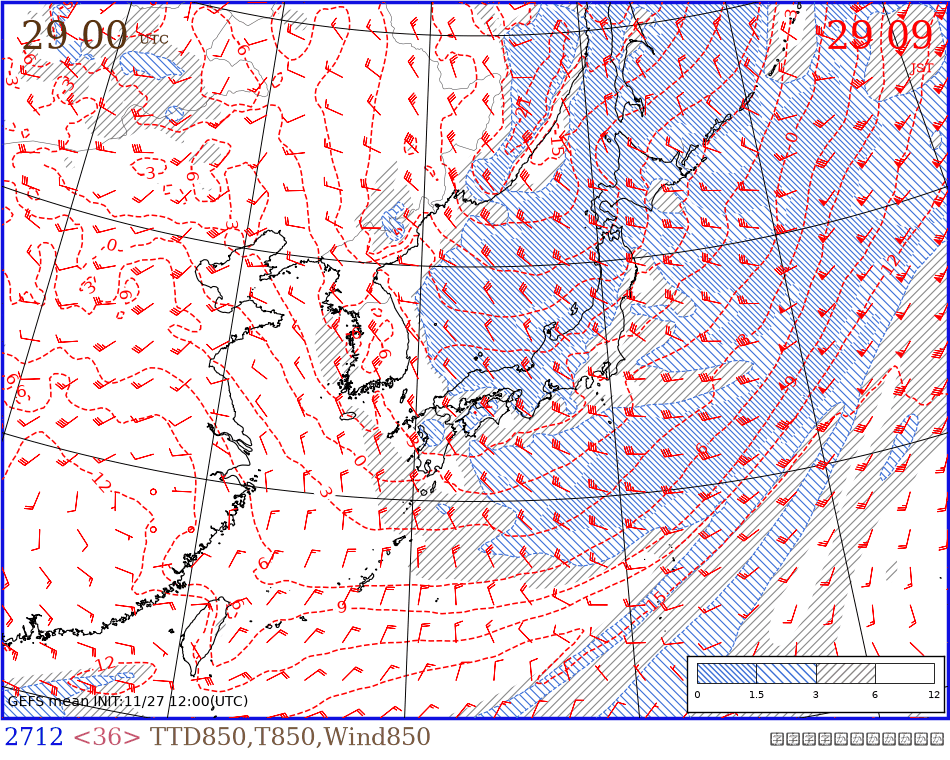 29 00 UTC
29 09
JST
0 1.5 3 6 12
GEFS mean INIT:11/27 12:00(UTC)
2712 <36> TTD850,T850,Wind850